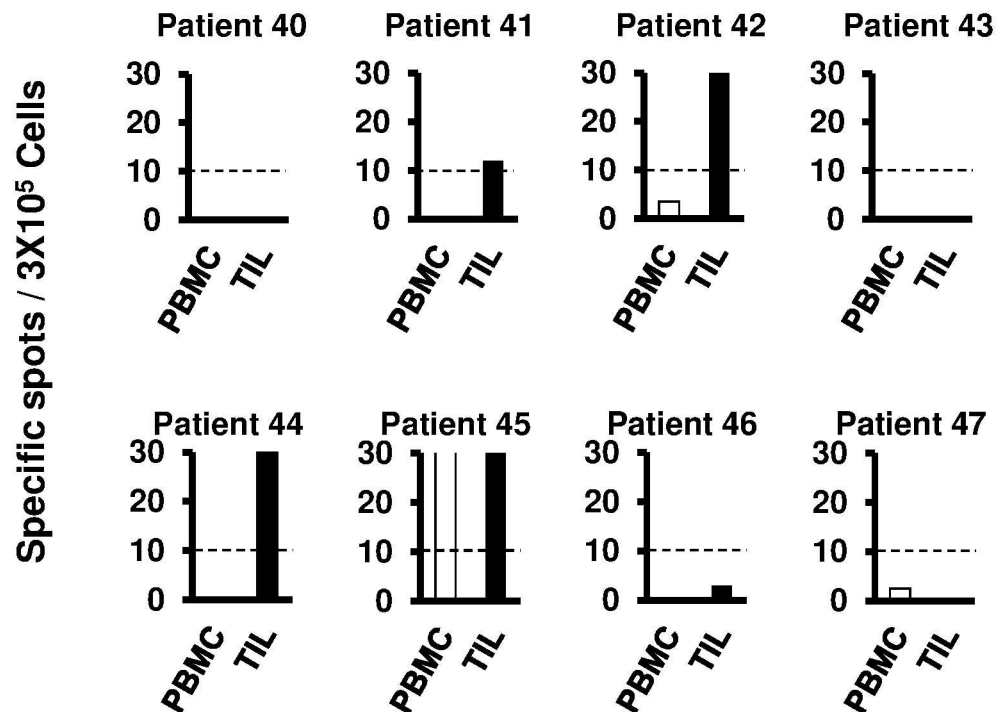 Specific spots / 3X10⁵ Cells
Patient 40
30
20
10
0
PBMC
TIL
Patient 41
30
20
10
0
PBMC
TIL
Patient 42
30
20
10
0
PBMC
TIL
Patient 43
30
20
10
0
PBMC
TIL
Patient 44
30
20
10
0
PBMC
TIL
Patient 45
30
20
10
0
PBMC
TIL
Patient 46
30
20
10
0
PBMC
TIL
Patient 47
30
20
10
0
PBMC
TIL